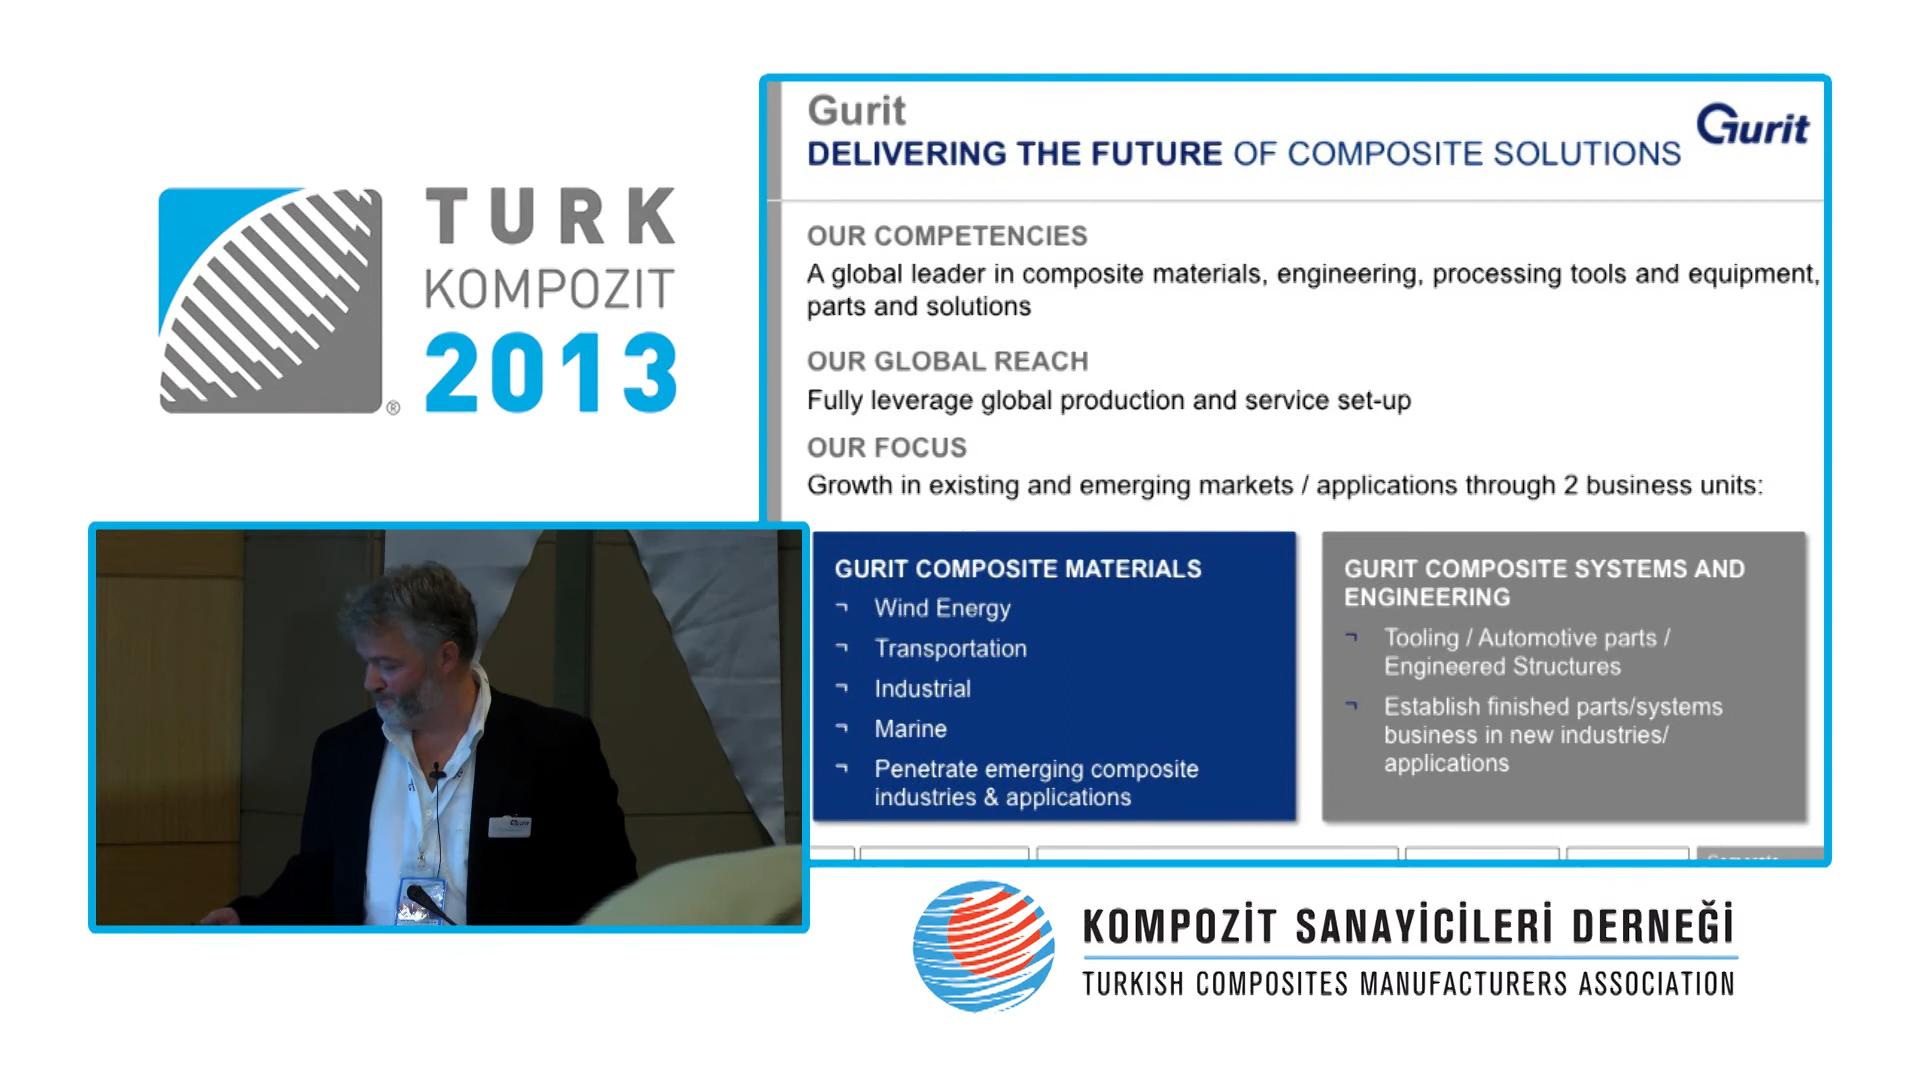 TURK
KOMPOZIT
2013
®
Gurit
DELIVERING THE FUTURE OF COMPOSITE SOLUTIONS
Gurit
OUR COMPETENCIES
A global leader in composite materials, engineering, processing tools and equipment,
parts and solutions
OUR GLOBAL REACH
Fully leverage global production and service set-up
OUR FOCUS
Growth in existing and emerging markets / applications through 2 business units:
GURIT COMPOSITE MATERIALS
¬ Wind Energy
¬ Transportation
¬ Industrial
¬ Marine
¬ Penetrate emerging composite
industries & applications
GURIT COMPOSITE SYSTEMS AND
ENGINEERING
¬ Tooling / Automotive parts /
Engineered Structures
¬ Establish finished parts/systems
business in new industries/
applications
Gurit
KOMPOZİT SANAYİCİLERİ DERNEĞİ
TURKISH COMPOSITES MANUFACTURERS ASSOCIATION